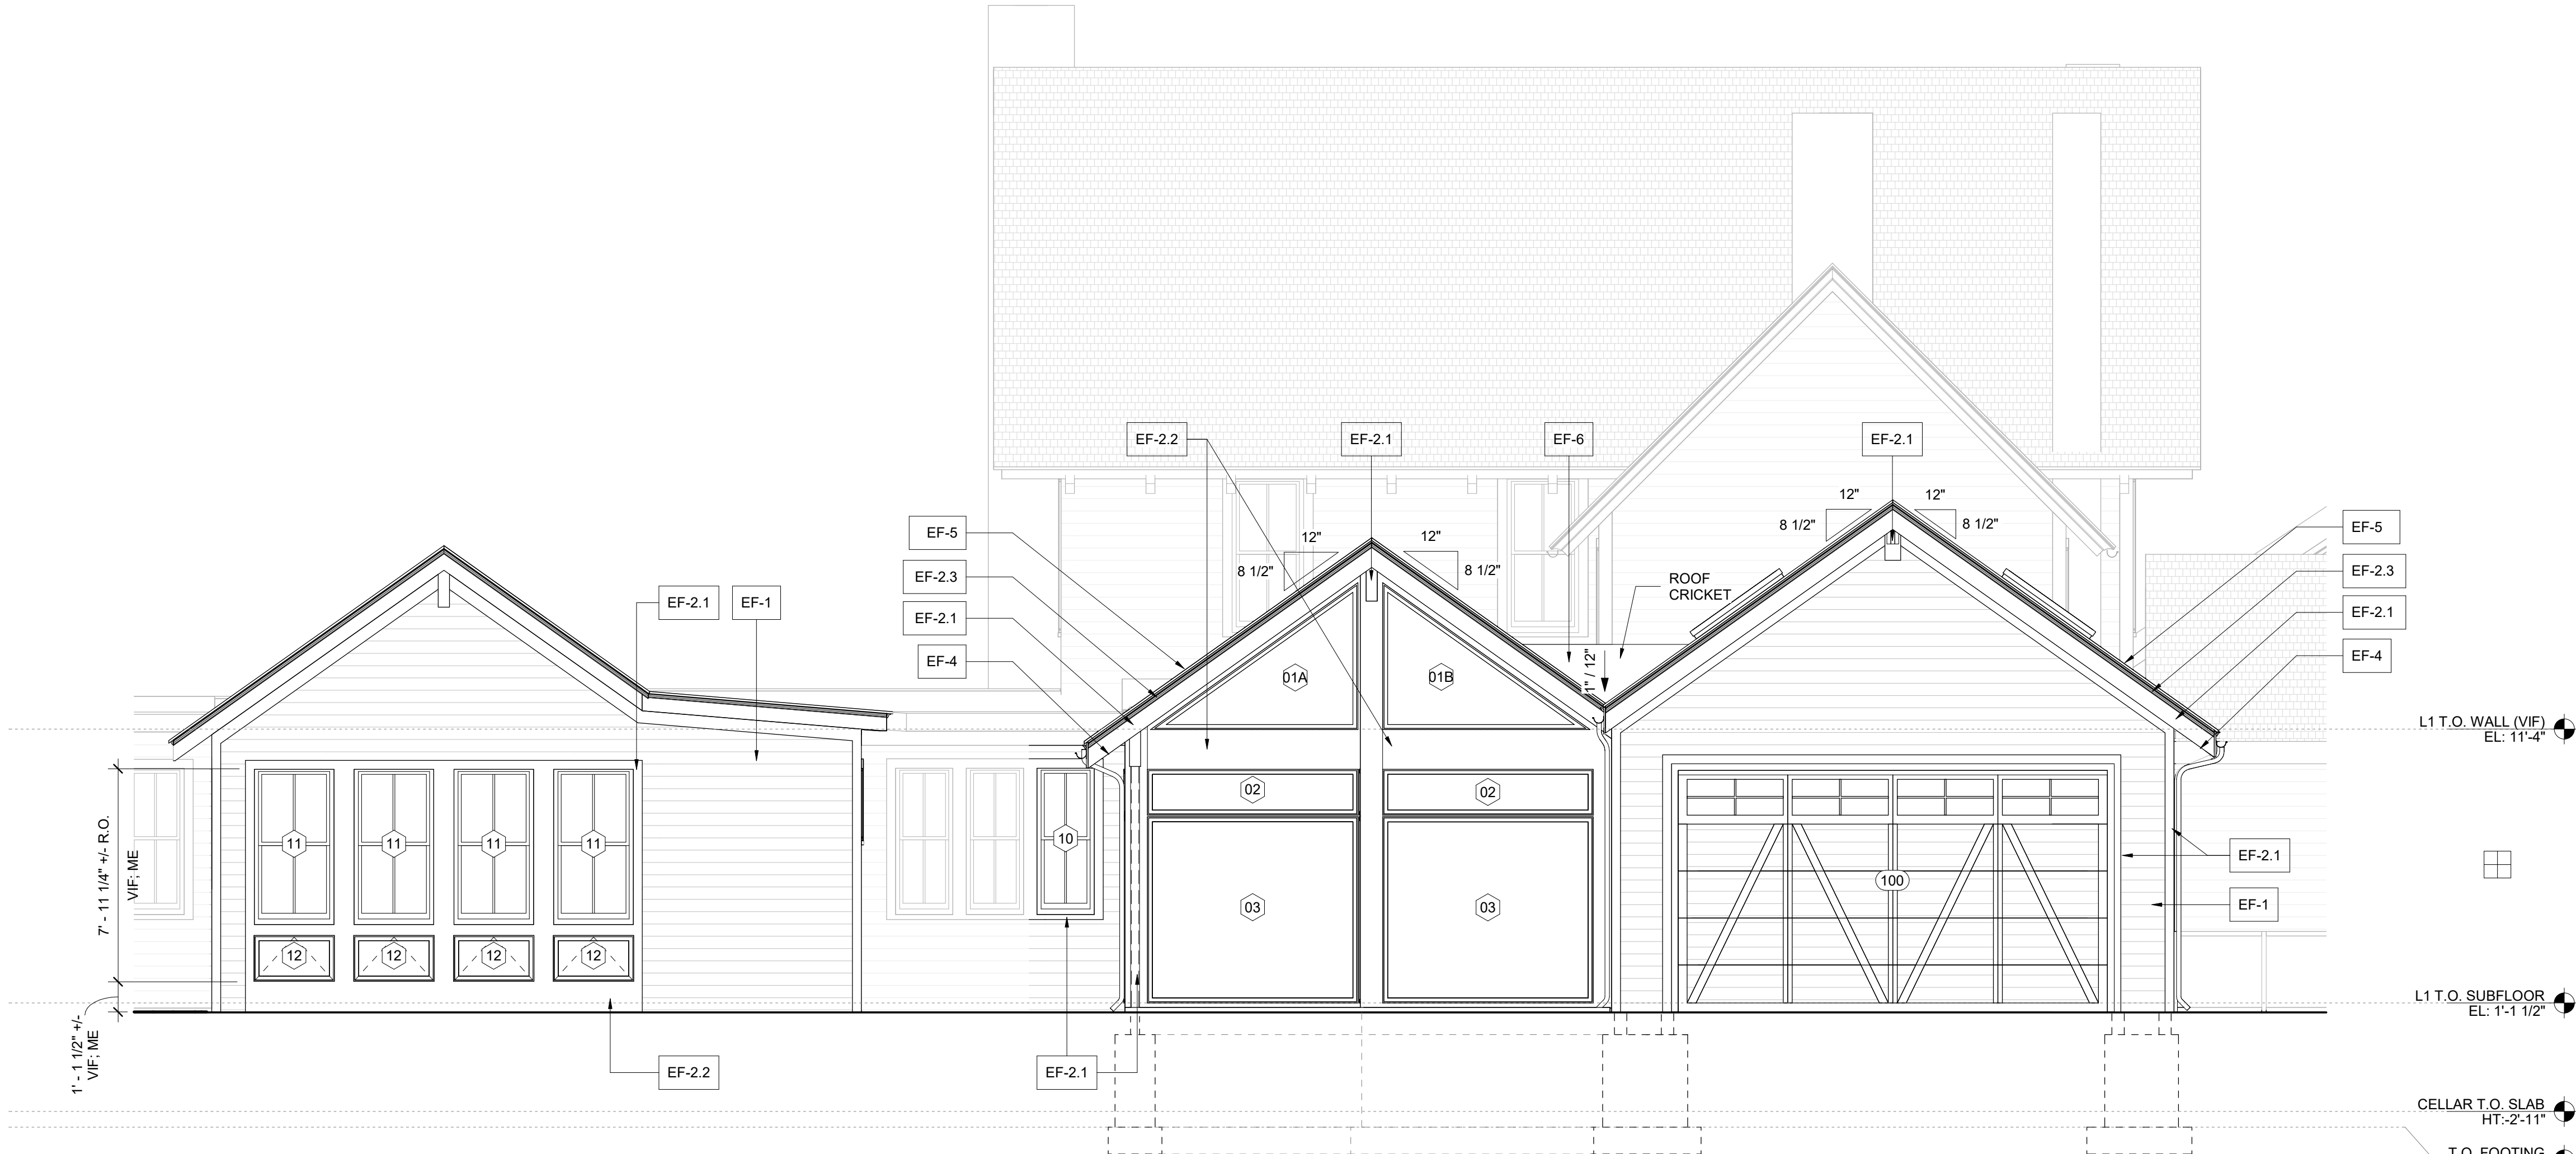 EF-2.2
EF-2.1
EF-6
EF-2.1
12"
12"
8 1/2"
8 1/2"
EF-5
EF-5
12"
12"
8 1/2"
8 1/2"
EF-2.3
EF-2.3
ROOF
CRICKET
EF-2.1
EF-1
EF-2.1
EF-2.1
EF-4
EF-4
1" / 12"
01A
01B
L1 T.O. WALL (VIF)
EL: 11'-4"
7' - 11 1/4" +/- R.O.
VIF; ME
11
11
11
11
10
02
02
EF-2.1
100
03
03
EF-1
12
12
12
12
L1 T.O. SUBFLOOR
EL: 1'-1 1/2"
1' - 1 1/2" +/-
VIF; ME
EF-2.2
EF-2.1
CELLAR T.O. SLAB
HT:-2'-11"
T.O. FOOTING